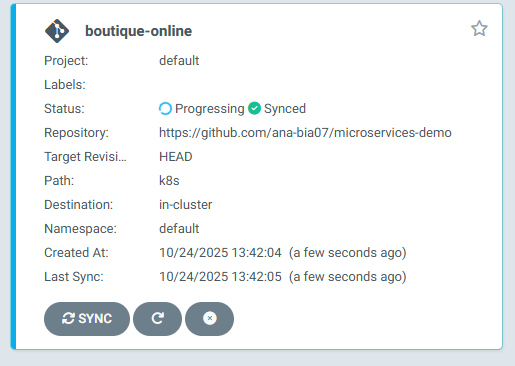 boutique-online
Project: default
Labels:
Status: Progressing Synced
Repository: https://github.com/ana-bia07/microservices-demo
Target Revisi... HEAD
Path: k8s
Destination: in-cluster
Namespace: default
Created At: 10/24/2025 13:42:04 (a few seconds ago)
Last Sync: 10/24/2025 13:42:05 (a few seconds ago)
SYNC